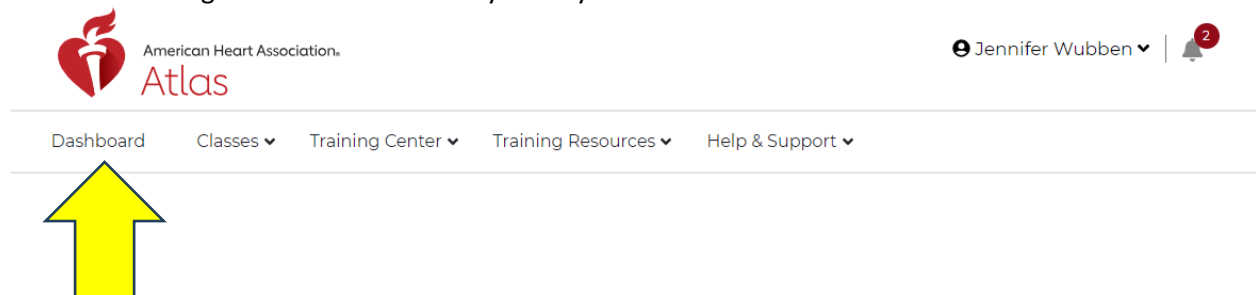 American Heart Association®
Atlas
Jennifer Wubben
2
Dashboard Classes Training Center Training Resources Help & Support